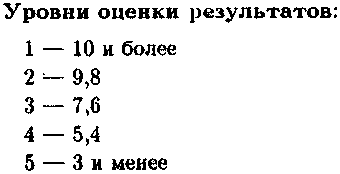 Уровни оценки результатов:
1 — 10 и более
2 — 9,8
3 — 7,6
4 — 5,4
5 — 3 и менее